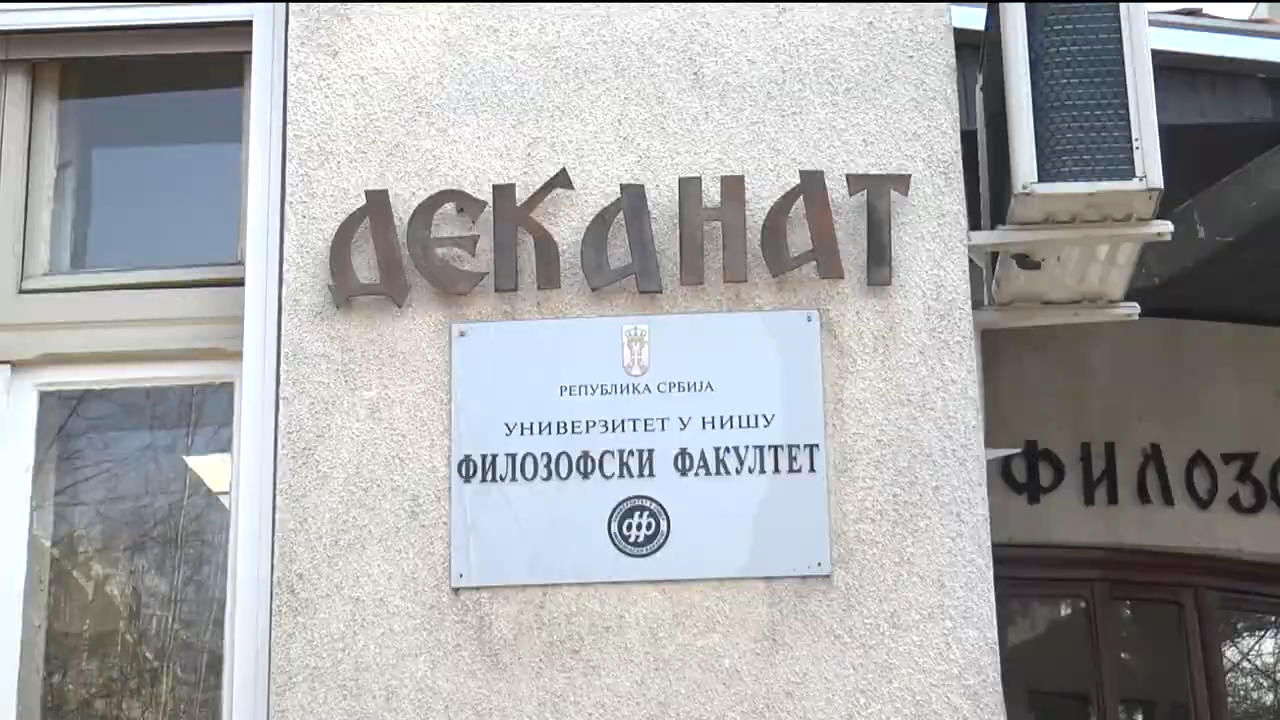 ДЕКАНАТ
РЕПУБЛИКА СРБИЈА
УНИВЕРЗИТЕТ У НИШУ
ФИЛОЗОФСКИ ФАКУЛТЕТ
ФИЛОЗО